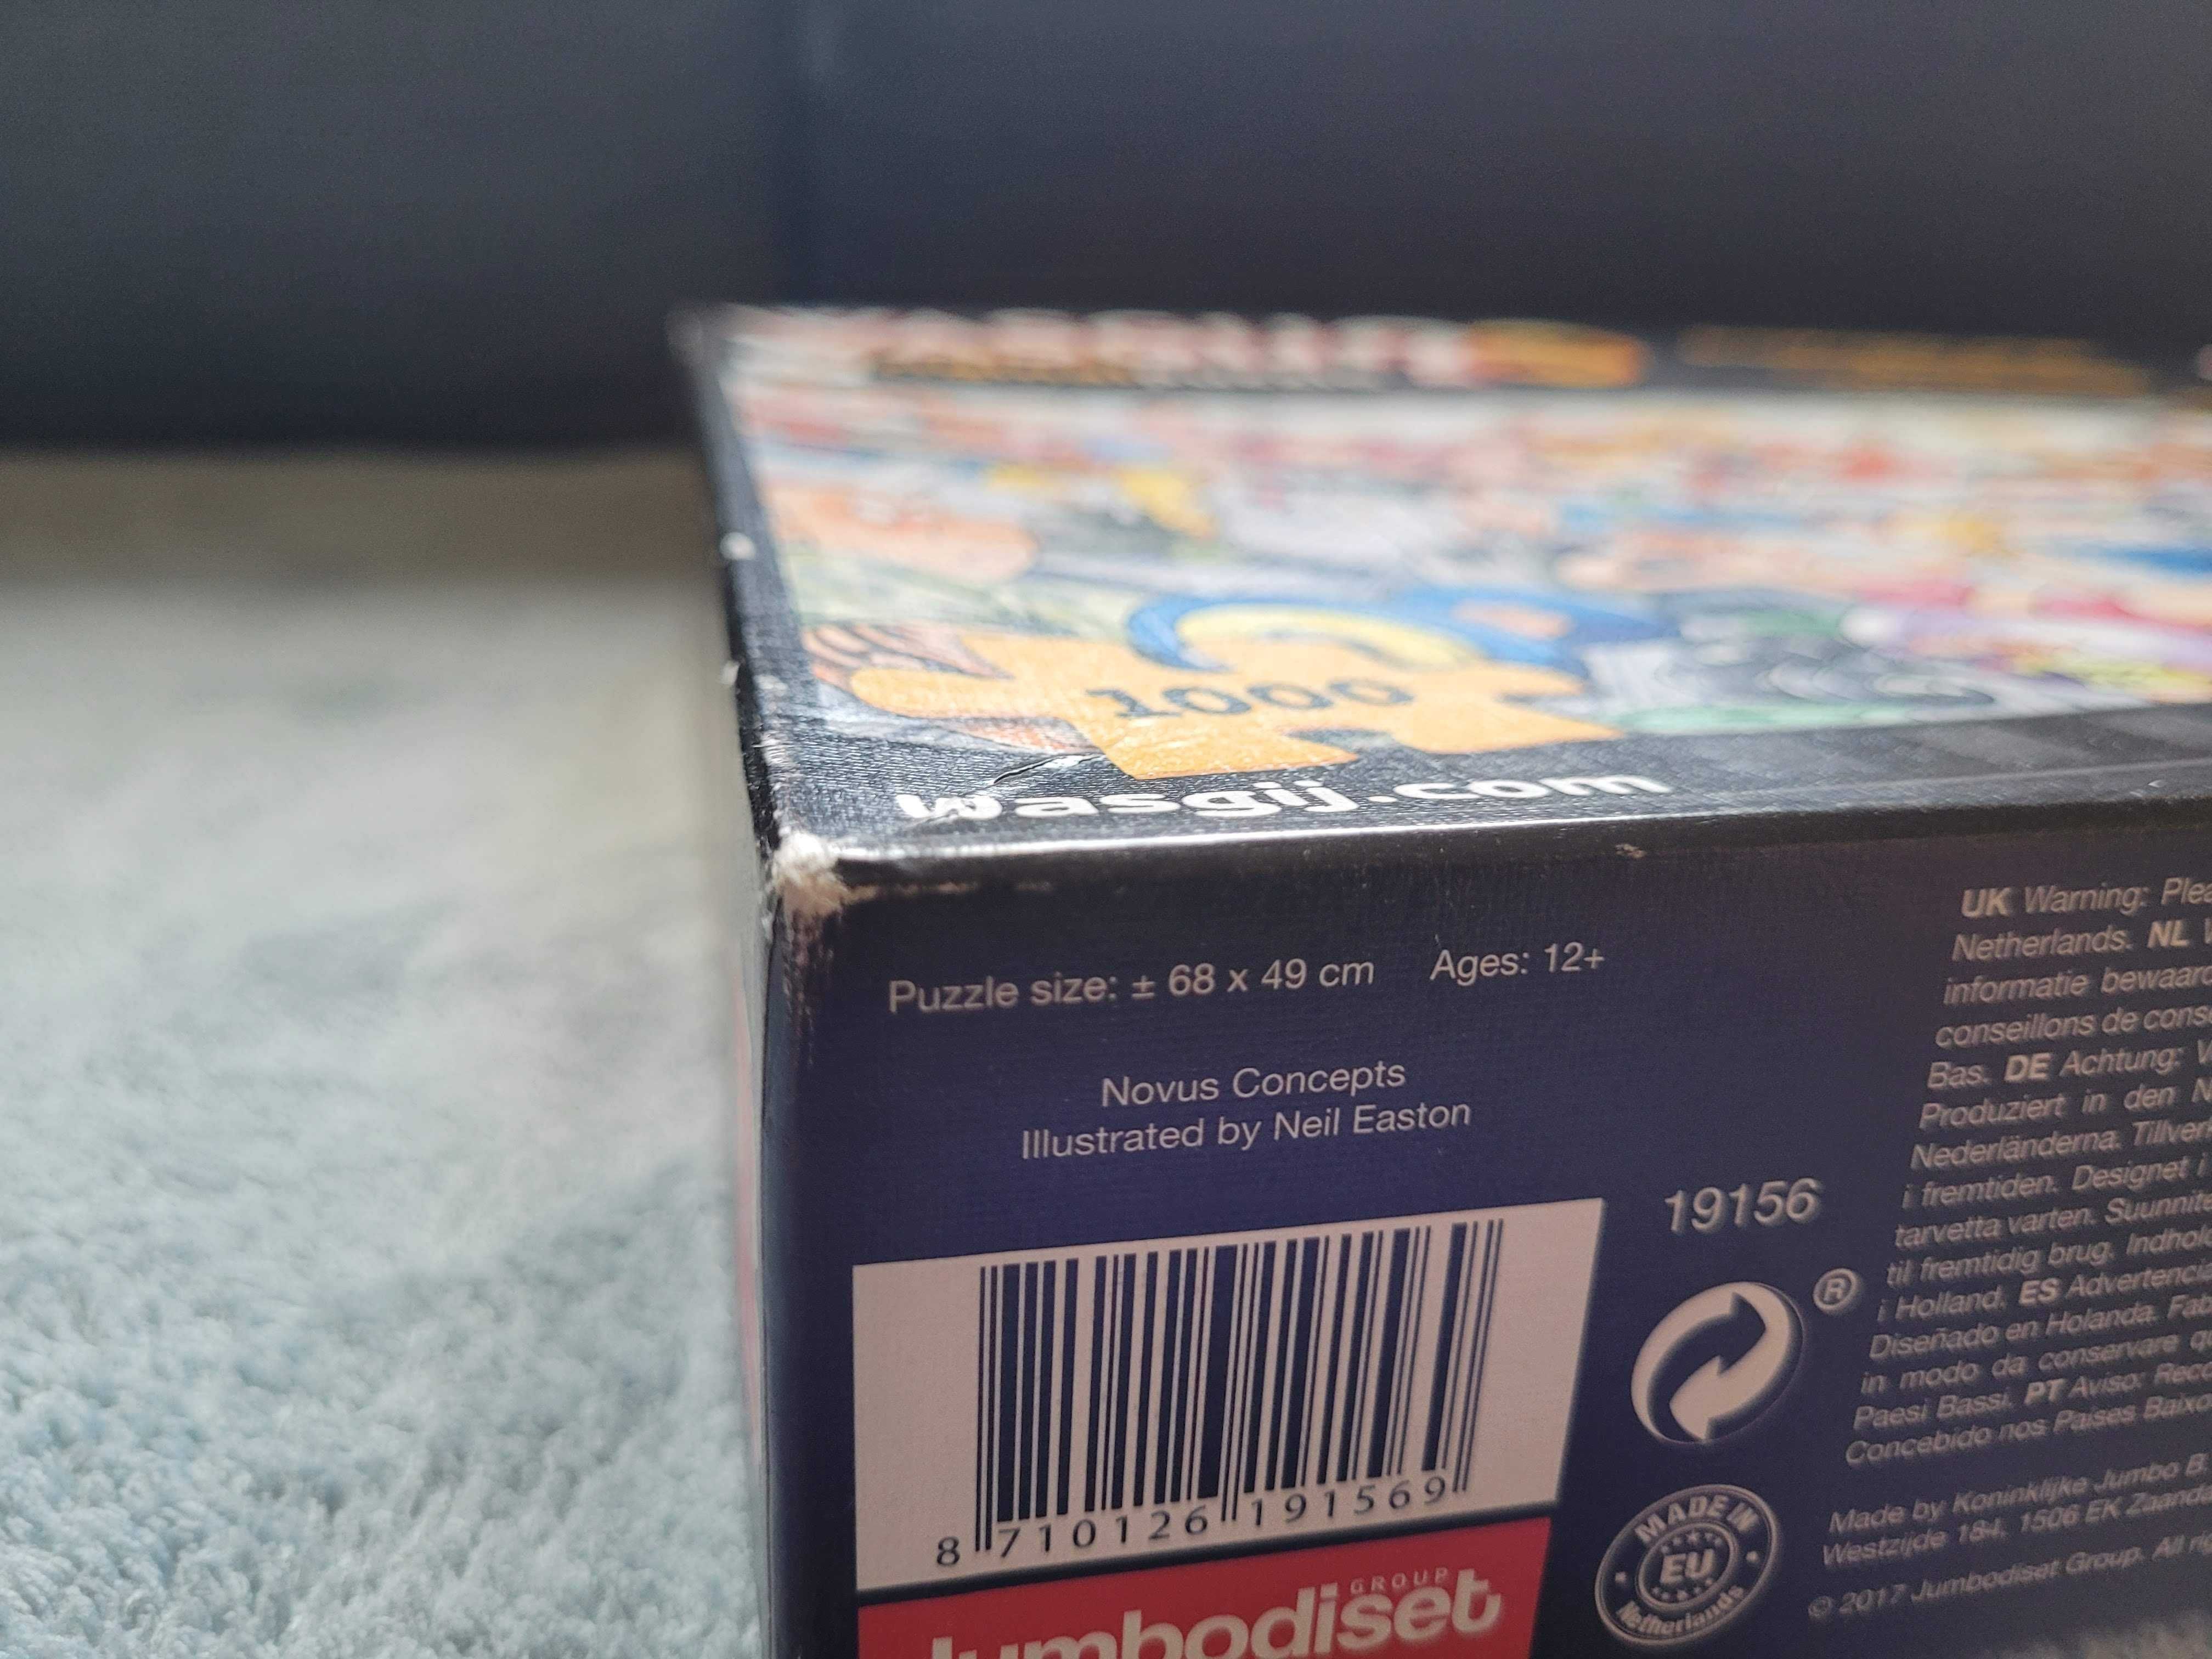 1000
wasgij.com
Puzzle size: ± 68 x 49 cm Ages: 12+
Novus Concepts
Illustrated by Neil Easton
19156
8 710126 191569
GROUP
Jumbodiset
®
MADE IN
EU
Netherlands
UK Warning:
Netherlands. NL
informatie
conseillons de
Bas. DE Achtung:
Produziert in den
Nederländerna.
i fremtiden. Designet i
tarvetta varten.
til fremtidig brug.
i Holland. ES
Diseñado en Holanda.
in modo da conservare
Paesi Bassi. PT Aviso:
Concebido nos Países
Made by Koninklijke Jumbo B.
Westzijde 184, 1506 EK
© 2017 Jumbodiset Group. All